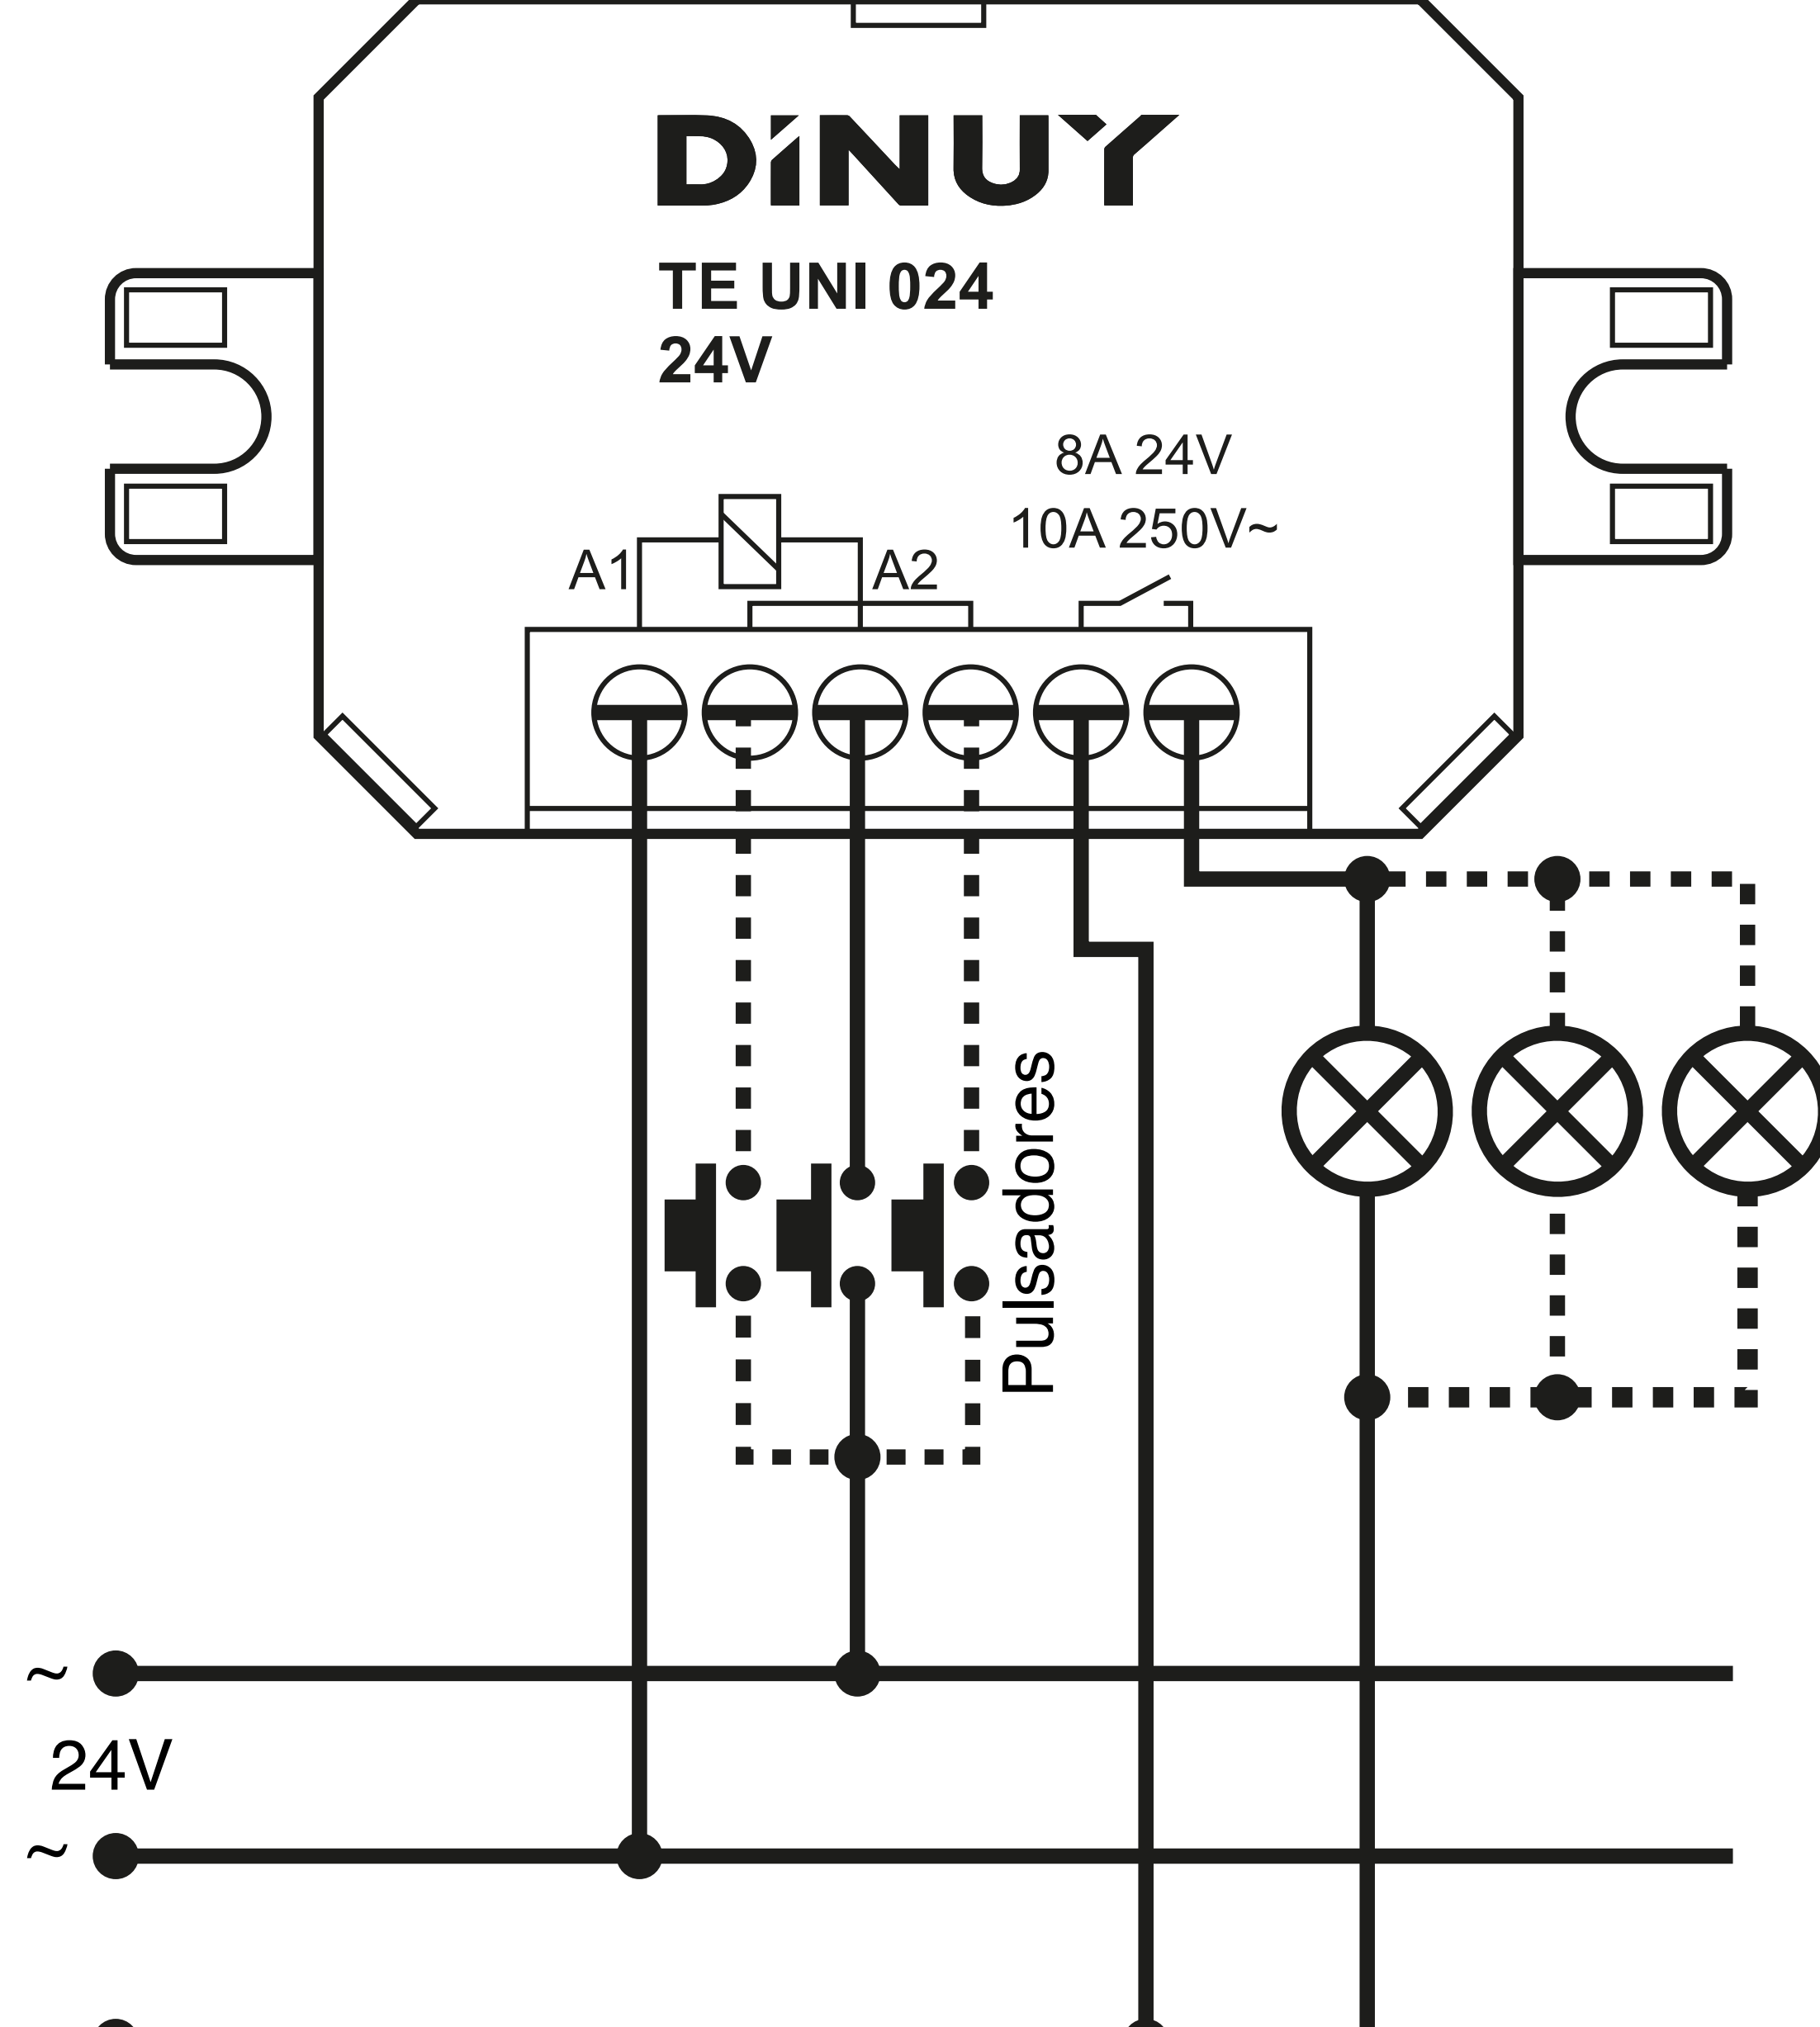 DINUY
TE UNI 024
24V
8A 24V
10A 250V~
A1
A2
Pulsadores
~
24V
~